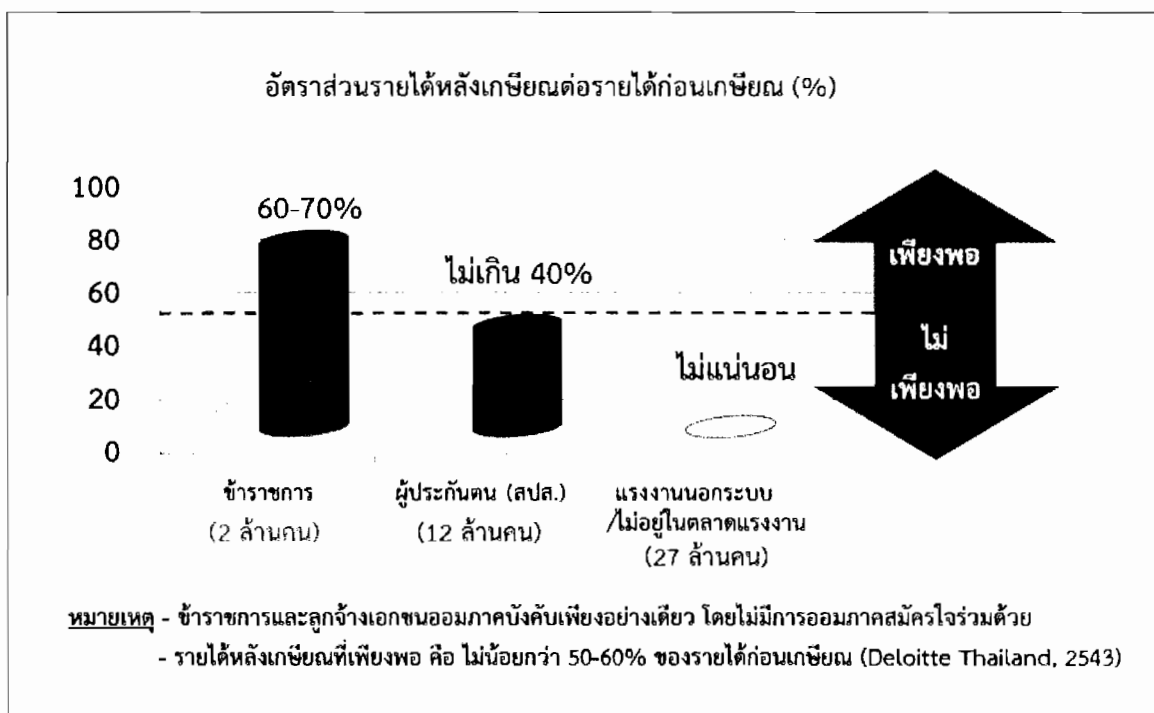 อัตราส่วนรายได้หลังเกษียณต่อรายได้ก่อนเกษียณ (%)
100
80
60
40
20
0
60-70%
ไม่เกิน 40%
ไม่แน่นอน
เพียงพอ
ไม่
เพียงพอ
ข้าราชการ
(2 ล้านคน)
ผู้ประกันตน (สปส.)
(12 ล้านคน)
แรงงานนอกระบบ
/ไม่อยู่ในตลาดแรงงาน
(27 ล้านคน)
หมายเหตุ - ข้าราชการและลูกจ้างเอกชนออมภาคบังคับเพียงอย่างเดียว โดยไม่มีการออมภาคสมัครใจร่วมด้วย
- รายได้หลังเกษียณที่เพียงพอ คือ ไม่น้อยกว่า 50-60% ของรายได้ก่อนเกษียณ (Deloitte Thailand, 2543)